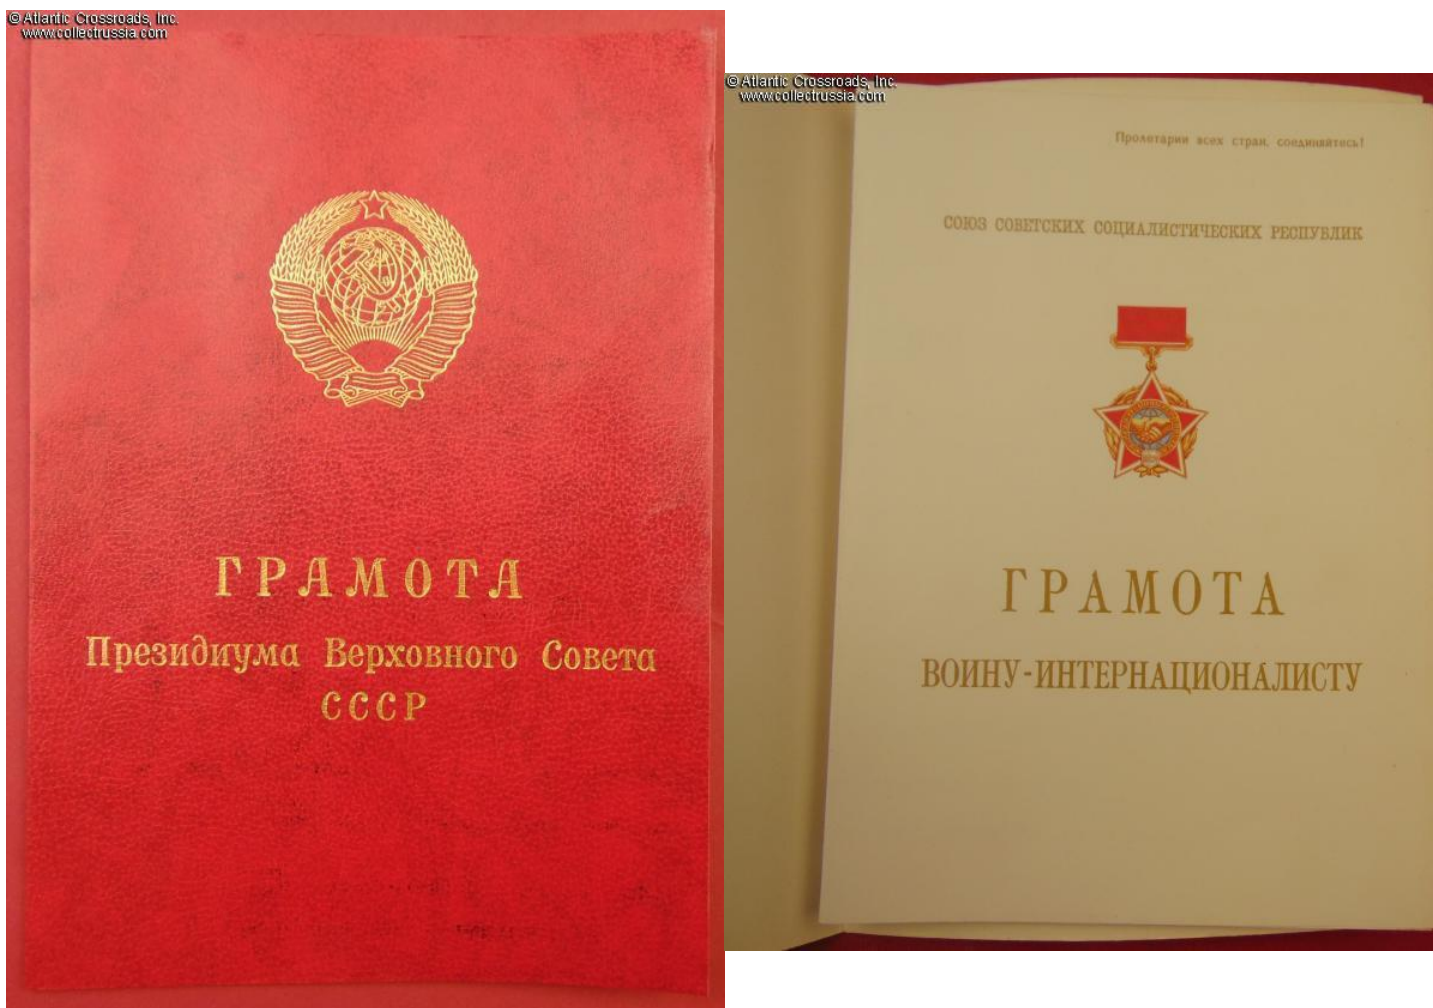 © Atlantic Crossroads, Inc.
www.collectrussia.com
ГРАМОТА
Президиума Верховного Совета
СССР
© Atlantic Crossroads, Inc.
www.collectrussia.com
Пролетарии всех стран, соединяйтесь!
СОЮЗ СОВЕТСКИХ СОЦИАЛИСТИЧЕСКИХ РЕСПУБЛИК
ГРАМОТА
ВОИНУ-ИНТЕРНАЦИОНАЛИСТУ